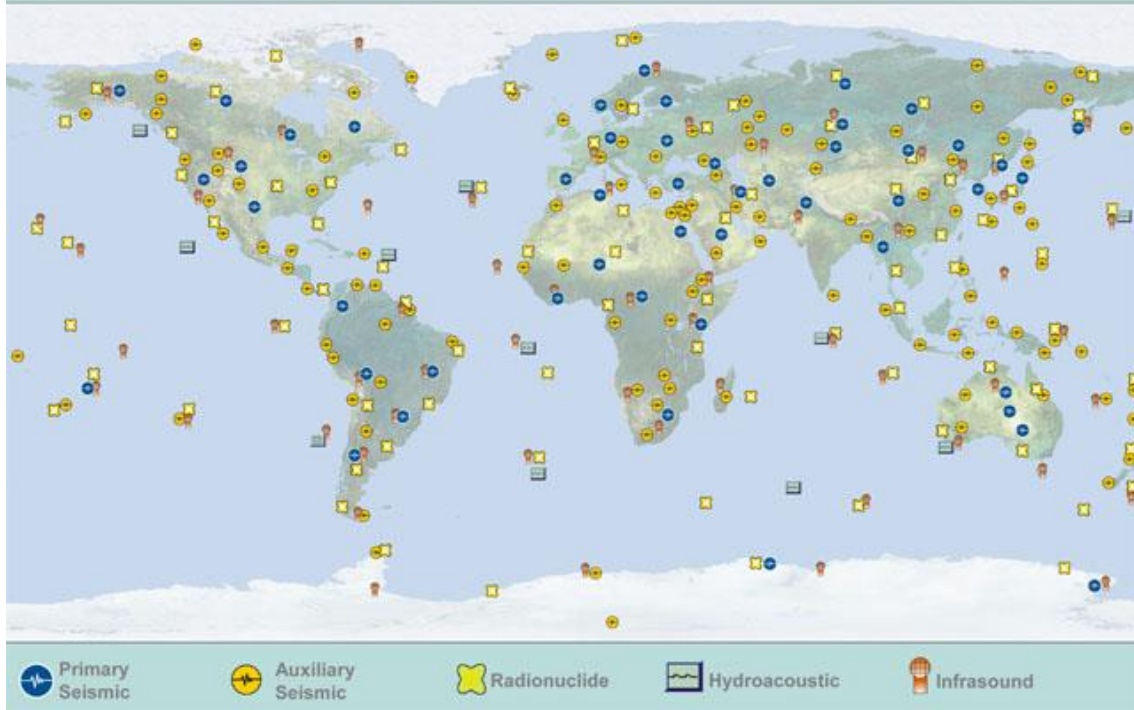 Primary
Seismic
Auxiliary
Seismic
Radionuclide
Hydroacoustic
Infrasound